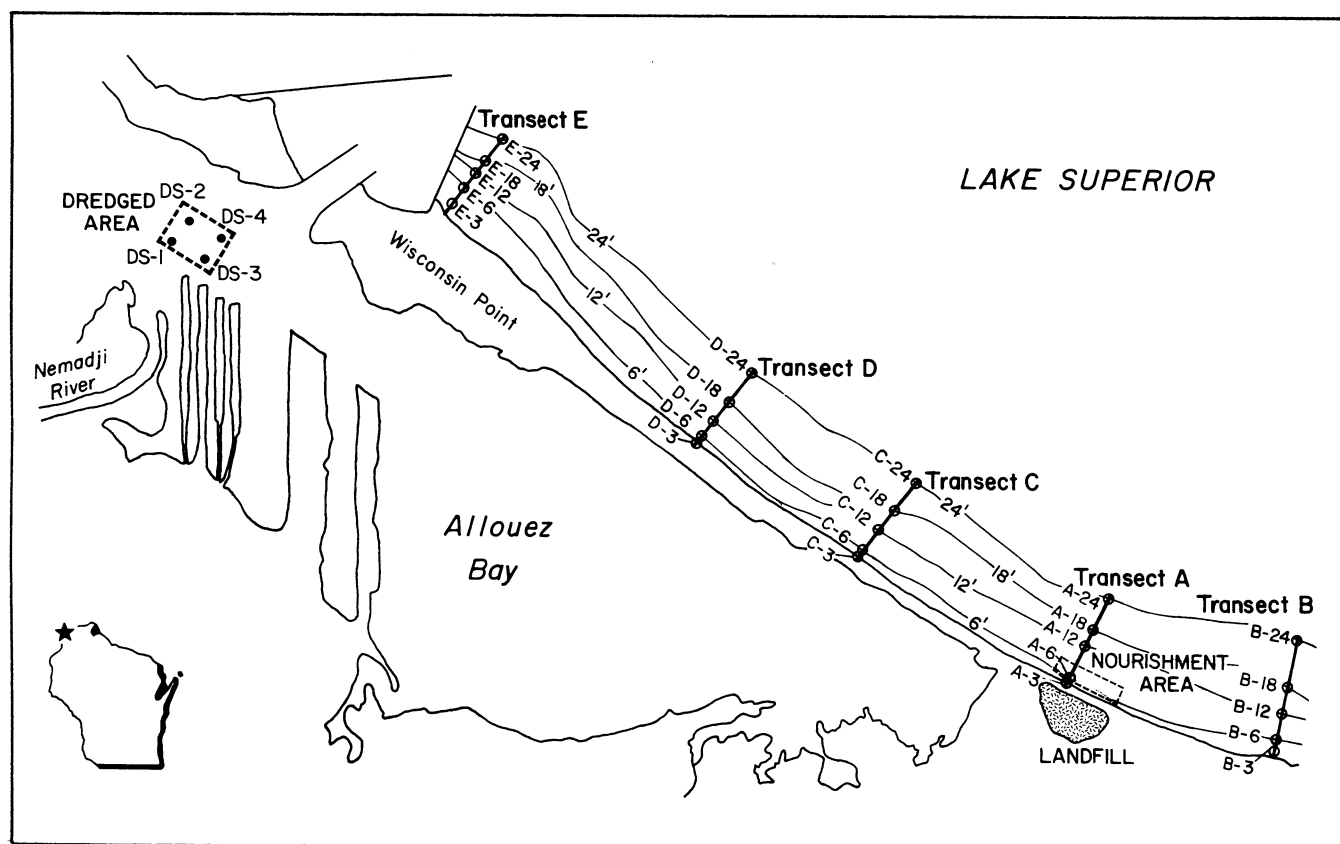 LAKE SUPERIOR
Transect E
E-24
E-18
E-12
E-6
E-3
18'
24'
12'
6'
DREDGED
AREA
DS-2
DS-4
DS-1
DS-3
Wisconsin Point
Nemadji
River
Allouez
Bay
Transect D
D-24
D-18
D-12
D-6
D-3
Transect C
C-24
C-18
C-12
C-6
C-3
24'
18'
12'
6'
Transect A
A-24
A-18
A-12
A-6
A-3
NOURISHMENT
AREA
LANDFILL
Transect B
B-24
B-18
B-12
B-6
B-3